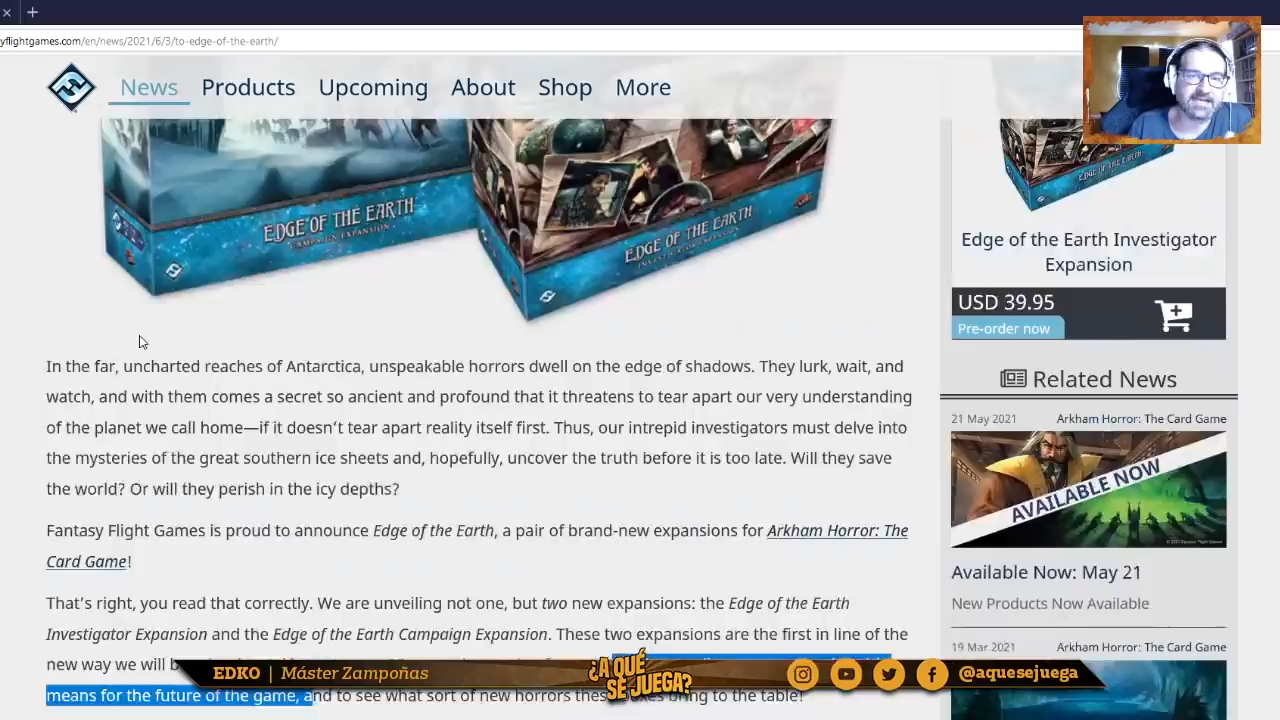 yflightgames.com/en/news/2021/6/3/to-edge-of-the-earth/
News Products Upcoming About Shop More
EDGE OF THE EARTH
CAMPAIGN EXPANSION
EDGE OF THE EARTH
INVESTIGATOR EXPANSION
EDGE OF THE EARTH
Edge of the Earth Investigator
Expansion
USD 39.95
Pre-order now
In the far, uncharted reaches of Antarctica, unspeakable horrors dwell on the edge of shadows. They lurk, wait, and
watch, and with them comes a secret so ancient and profound that it threatens to tear apart our very understanding
of the planet we call home—if it doesn’t tear apart reality itself first. Thus, our intrepid investigators must delve into
the mysteries of the great southern ice sheets and, hopefully, uncover the truth before it is too late. Will they save
the world? Or will they perish in the icy depths?
Fantasy Flight Games is proud to announce Edge of the Earth, a pair of brand-new expansions for Arkham Horror: The
Card Game!
That’s right, you read that correctly. We are unveiling not one, but two new expansions: the Edge of the Earth
Investigator Expansion and the Edge of the Earth Campaign Expansion. These two expansions are the first in line of the
new way we will
means for the future of the game, and to see what sort of new horrors these boxes bring to the table!
Related News
21 May 2021 Arkham Horror: The Card Game
AVAILABLE NOW
Available Now: May 21
New Products Now Available
19 Mar 2021 Arkham Horror: The Card Game
EDKO | Máster Zampoñas
¿A QUÉ
SE JUEGA?
@aquesejuega